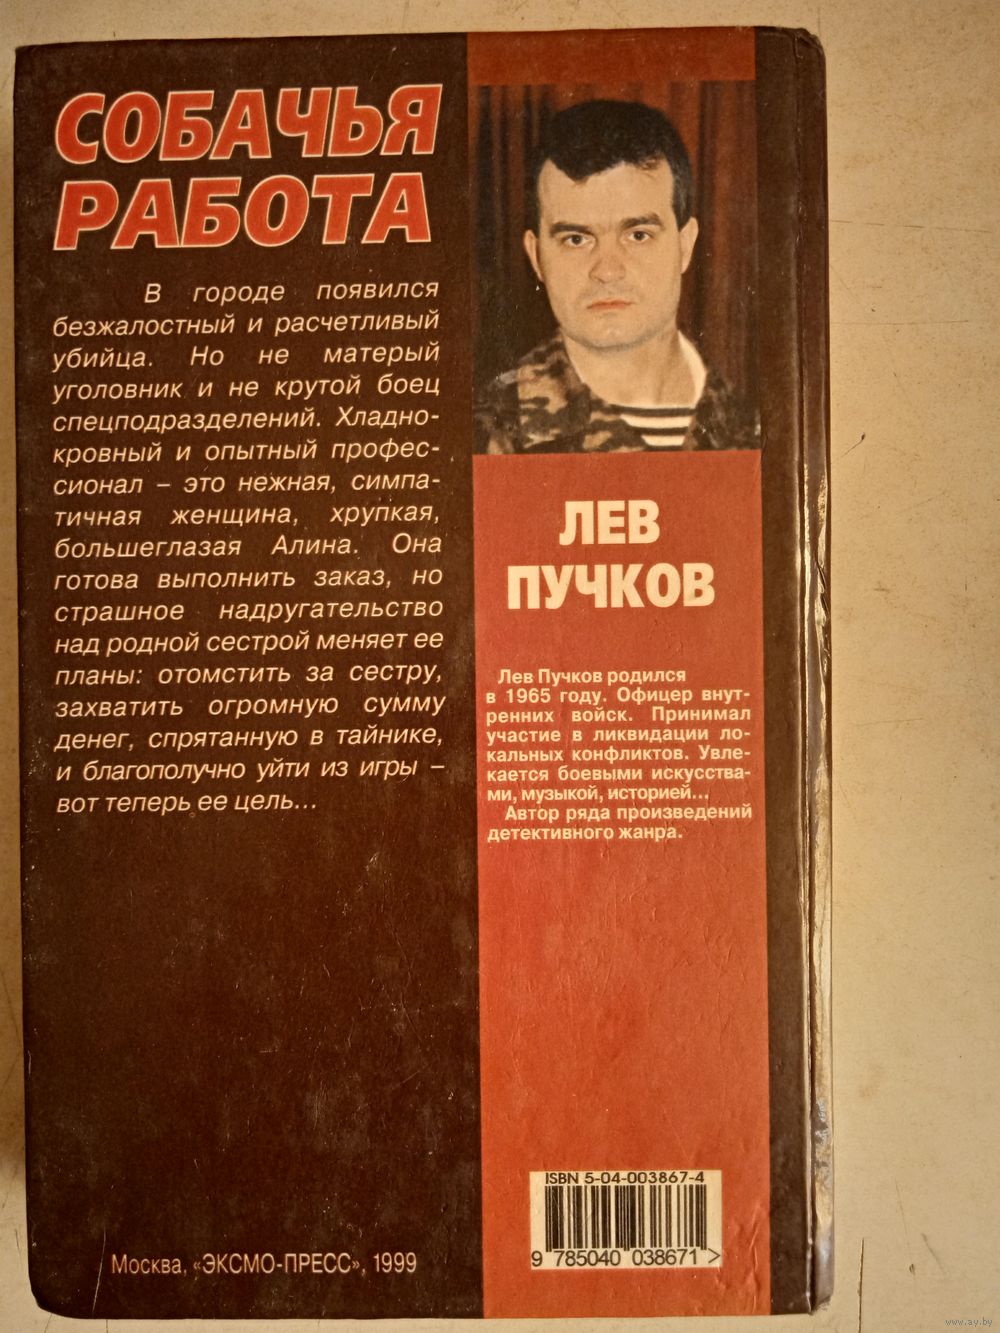 СОБАЧЬЯ
РАБОТА
В городе появился
безжалостный и расчетливый
убийца. Но не матерый
уголовник и не крутой боец
спецподразделений. Хладно-
кровный и опытный профес-
сионал – это нежная, симпа-
тичная женщина, хрупкая,
большеглазая Алина. Она
готова выполнить заказ, но
страшное надругательство
над родной сестрой меняет ее
планы: отомстить за сестру,
захватить огромную сумму
денег, спрятанную в тайнике,
и благополучно уйти из игры –
вот теперь ее цель...
Москва, «ЭКСМО-ПРЕСС», 1999
ЛЕВ
ПУЧКОВ
Лев Пучков родился
в 1965 году. Офицер внут-
ренних войск. Принимал
участие в ликвидации ло-
кальных конфликтов. Увле-
кается боевыми искусства-
ми, музыкой, историей...
Автор ряда произведений
детективного жанра.
ISBN 5-04-003867-4
9 785040 038671 >
www.ay.by